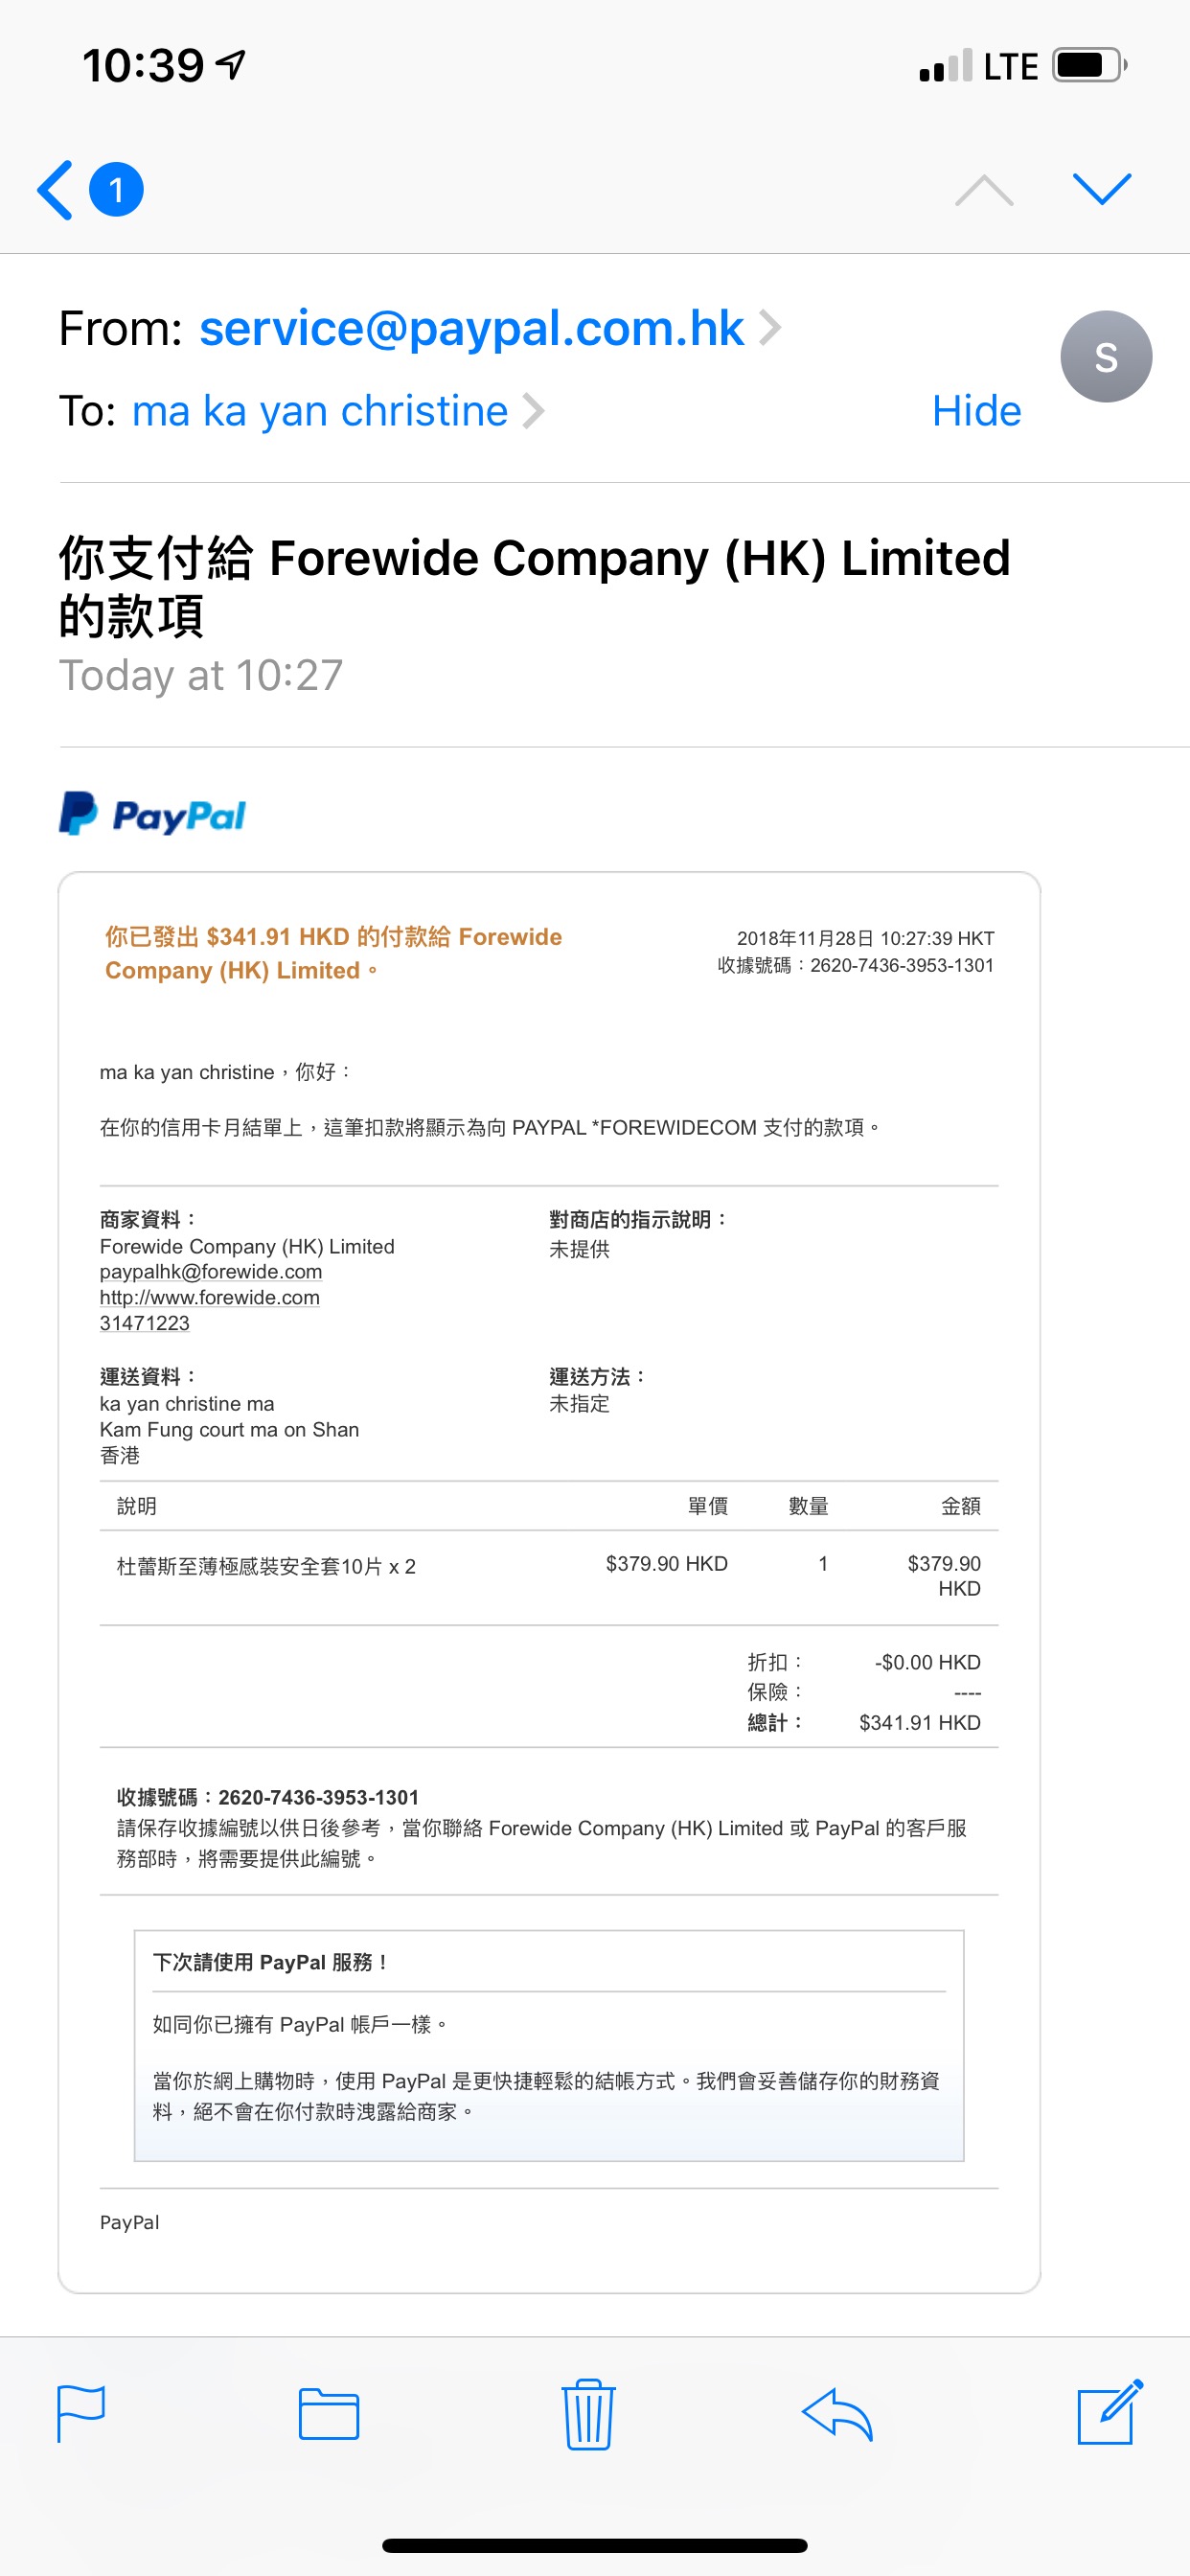 10:39
LTE
1
From: service@paypal.com.hk
S
To: ma ka yan christine
Hide
你支付給 Forewide Company (HK) Limited
的款項
Today at 10:27
PayPal
你已發出 $341.91 HKD 的付款給 Forewide
Company (HK) Limited。
2018年11月28日 10:27:39 HKT
收據號碼：2620-7436-3953-1301
ma ka yan christine，你好：
在你的信用卡月結單上，這筆扣款將顯示為向 PAYPAL *FOREWIDECOM 支付的款項。
商家資料：
Forewide Company (HK) Limited
paypalhk@forewide.com
http://www.forewide.com
31471223
對商店的指示說明：
未提供
運送資料：
ka yan christine ma
Kam Fung court ma on Shan
香港
運送方法：
未指定
說明 單價 數量 金額
杜蕾斯至薄極感裝安全套10片 x 2 $379.90 HKD 1 $379.90
HKD
折扣： -$0.00 HKD
保險： ----
總計： $341.91 HKD
收據號碼：2620-7436-3953-1301
請保存收據編號以供日後參考，當你聯絡 Forewide Company (HK) Limited 或 PayPal 的客戶服
務部時，將需要提供此編號。
下次請使用 PayPal 服務！
如同你已擁有 PayPal 帳戶一樣。
當你於網上購物時，使用 PayPal 是更快捷輕鬆的結帳方式。我們會妥善儲存你的財務資
料，絕不會在你付款時洩露給商家。
PayPal